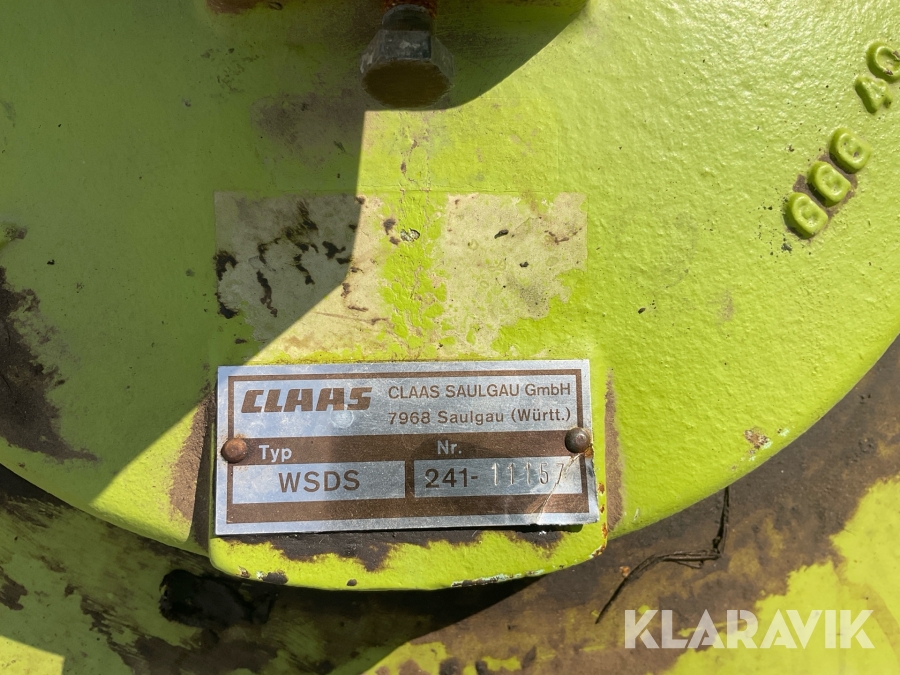 CLAAS
CLAAS SAULGAU GmbH
7968 Saulgau (Württ.)
Typ
Nr.
WSDS
241-
KLARAVIK